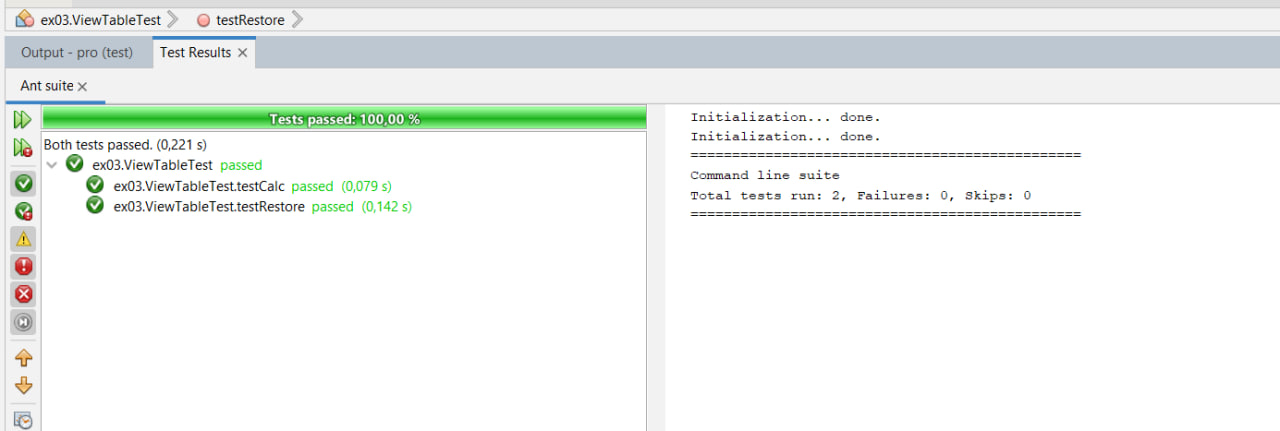 ex03.ViewTableTest testRestore
Output - pro (test) Test Results
Ant suite
Tests passed: 100,00 %
Both tests passed. (0,221 s)
ex03.ViewTableTest passed
ex03.ViewTableTest.testCalc passed (0,079 s)
ex03.ViewTableTest.testRestore passed (0,142 s)
Initialization... done.
Initialization... done.
===============================================
Command line suite
Total tests run: 2, Failures: 0, Skips: 0
===============================================